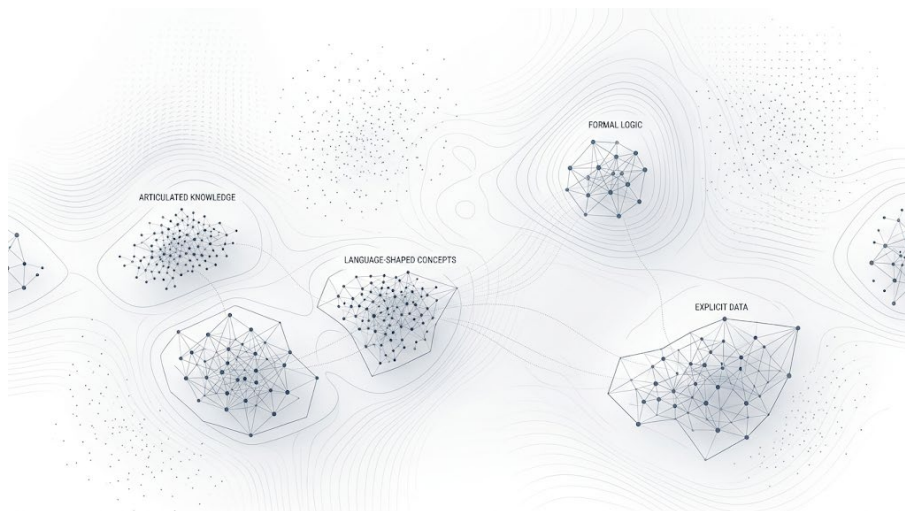 FORMAL LOGIC
ARTICULATED KNOWLEDGE
LANGUAGE-SHAPED CONCEPTS
EXPLICIT DATA